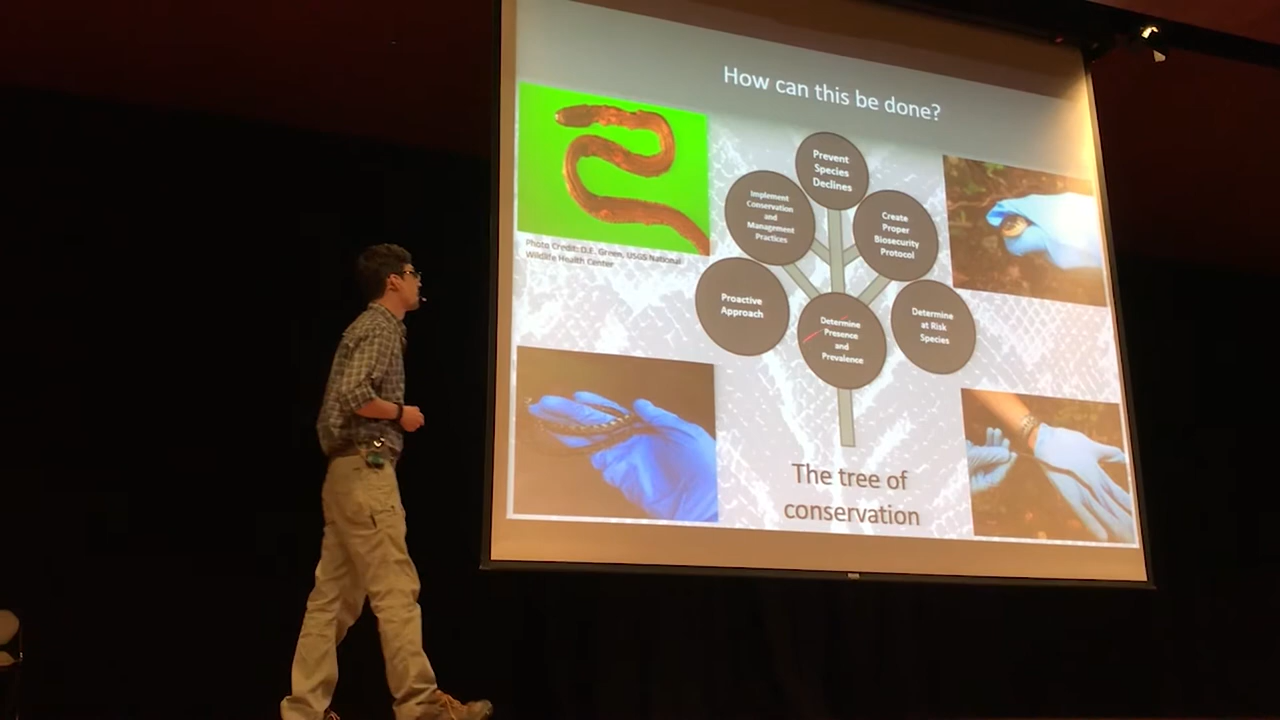 How can this be done?
Prevent
Species
Declines
Implement
Conservation
and
Management
Practices
Create
Proper
Biosecurity
Protocol
Photo Credit: D.E. Green, USGS National
Wildlife Health Center
Proactive
Approach
Determine
Presence
and
Prevalence
Determine
at Risk
Species
The tree of
conservation